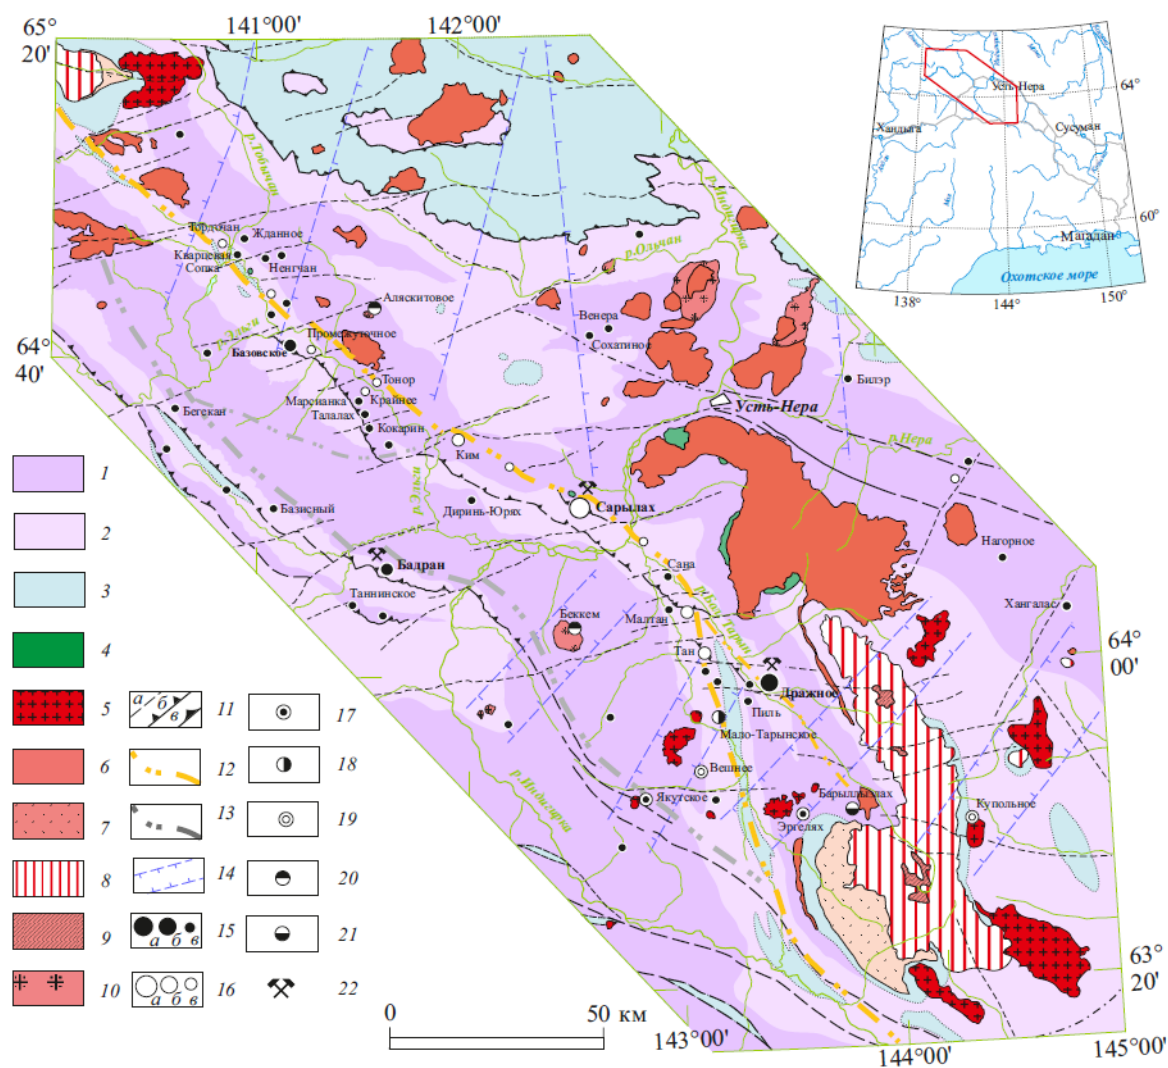 65°
20'
141°00'
142°00'
64°
Усть-Нера
Хандыга
Сусуман
60°
Магадан
Охотское море
138°
144°
150°
р.Тобычан
р.Индигирка
р.Ольчан
Тордочан
Жданное
Кварцевая
Сопка
Ненгчан
Аляскитовое
р.Эльги
Промежуточное
Базовское
Венера
Сохатиное
64°
40'
Тонор
Марсианка
Крайнее
Талалах
Кокарин
Бегекан
Билэр
Усть-Нера
р.Нера
Ким
р.Эльги
Базисный
Диринь-Юрях
Сарылах
Нагорное
Бадран
Таннинское
Сана
Хангалас
Беккем
Малтан
Бол. Тарын
Тан
64°
00'
Дражное
Пиль
Мало-Тарынское
Вешнее
р.Индигирка
Якутское
Эргелях
Барыллыэлах
Купольное
63°
20'
143°00'
144°00'
145°00'
1
2
3
4
5
6
7
8
9
10
а б в 11
12
13
14
а б в 15
а б в 16
17
18
19
20
21
22
0 50 км